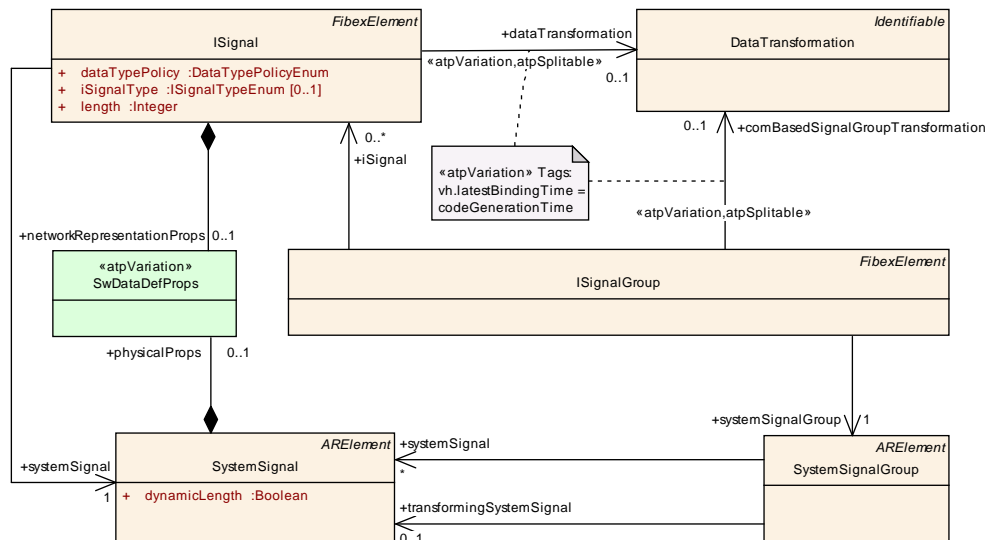 FibexElement
ISignal
+ dataTypePolicy :DataTypePolicyEnum
+ iSignalType :ISignalTypeEnum [0..1]
+ length :Integer
+dataTransformation
«atpVariation,atpSplitable»
0..1
Identifiable
DataTransformation
0..*
+iSignal
0..1 +comBasedSignalGroupTransformation
«atpVariation» Tags:
vh.latestBindingTime =
codeGenerationTime
«atpVariation,atpSplitable»
+networkRepresentationProps 0..1
«atpVariation»
SwDataDefProps
FibexElement
ISignalGroup
+physicalProps 0..1
+systemSignalGroup 1
ARElement
SystemSignal
+ dynamicLength :Boolean
+systemSignal
1
+systemSignal
*
+transformingSystemSignal
0..1
ARElement
SystemSignalGroup